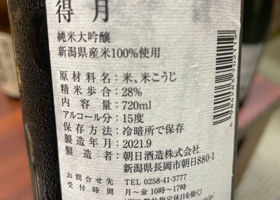 得月
純米大吟醸
新潟県産米100%使用
原材料名：米、米こうじ
精米歩合：28%
内容量：720ml
アルコール分：15度
保存方法：冷暗所で保存
製造年月：2021.9
製造者：朝日酒造株式会社
新潟県長岡市朝日880-1
お問合せ TEL 0258-41-3777
受付時間 月〜金 10時〜17時